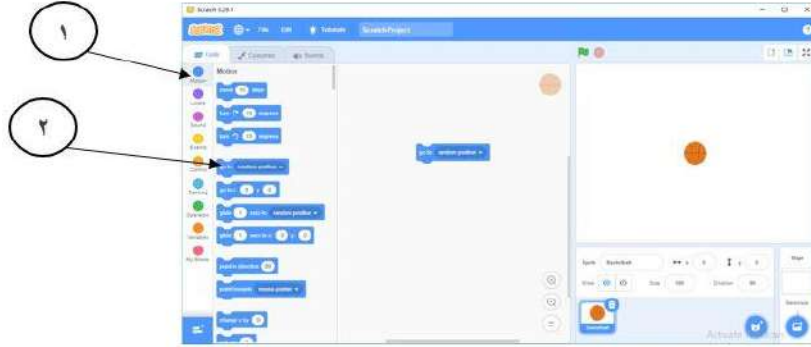 Scratch 3.29.1
File Edit Tutorials ScratchProject
Code Costumes Sounds
١
Motion
Motion
move 10 steps
Looks
turn 15 degrees
Sound
turn 15 degrees
٢
Events
Control
go to random position
go to random position
Sensing
go to x: 0 y: 0
Operators
glide 1 secs to random position
Variables
glide 1 secs to x: 0 y: 0
My Blocks
point in direction 90
point towards mouse-pointer
change x by
Sprite Basketball x 0 y 0
Show Size 100 Direction 90
Stage
Backdrops
Basketball
Activate